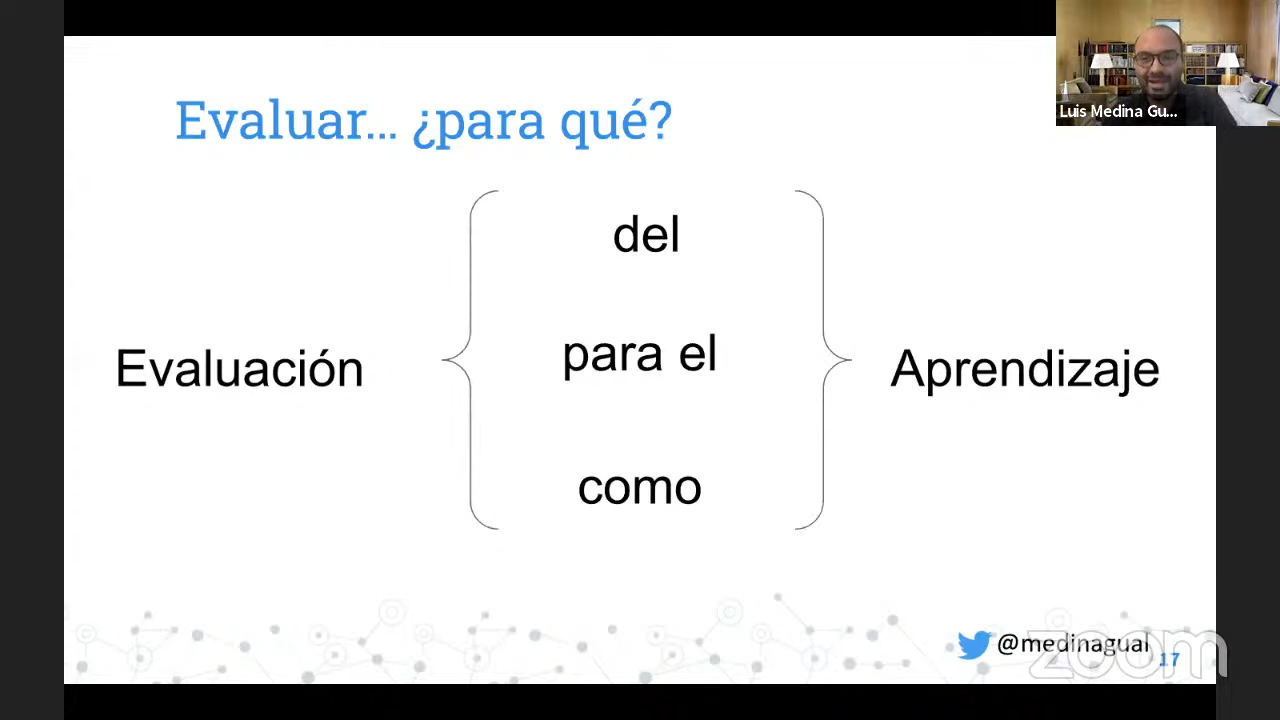 Luis Medina Gu...
Evaluar... ¿para qué?
del
para el
como
Evaluación
Aprendizaje
@medinagual
17
zoom